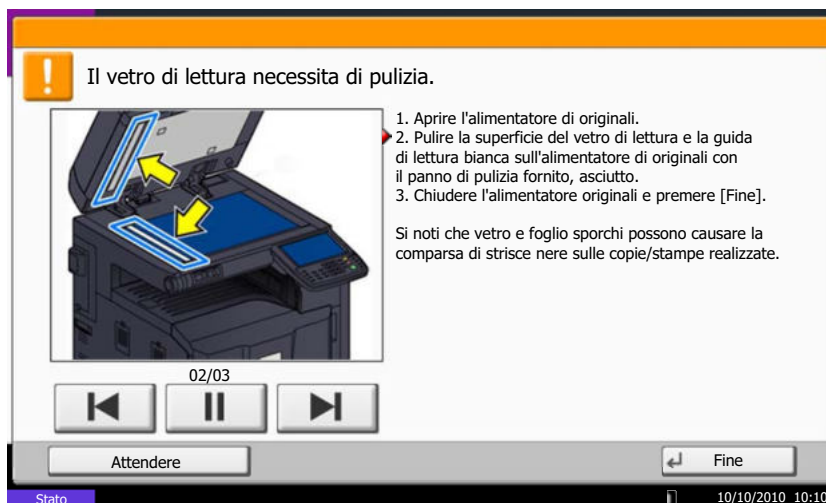 Il vetro di lettura necessita di pulizia.
1. Aprire l'alimentatore di originali.
2. Pulire la superficie del vetro di lettura e la guida
di lettura bianca sull'alimentatore di originali con
il panno di pulizia fornito, asciutto.
3. Chiudere l'alimentatore originali e premere [Fine].
Si noti che vetro e foglio sporchi possono causare la
comparsa di strisce nere sulle copie/stampe realizzate.
02/03
Attendere
Fine
Stato
10/10/2010 10:10